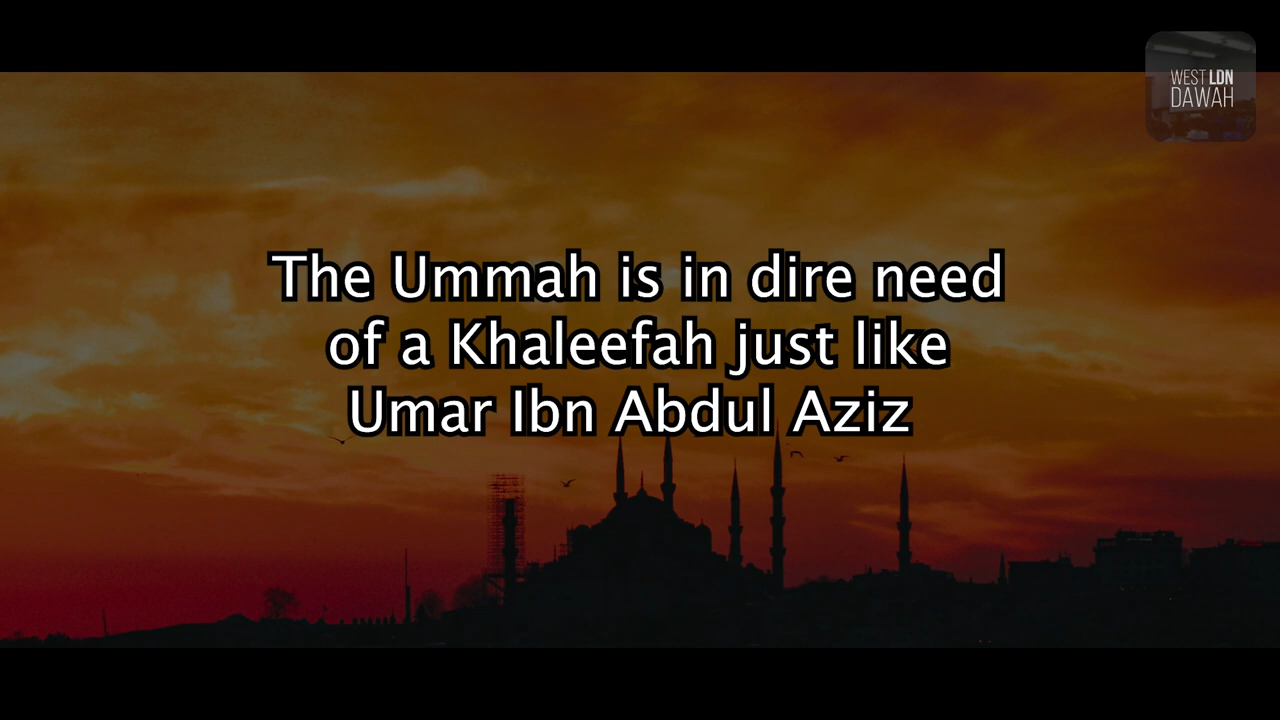 WEST LDN
DAWAH
The Ummah is in dire need
of a Khaleefah just like
Umar Ibn Abdul Aziz